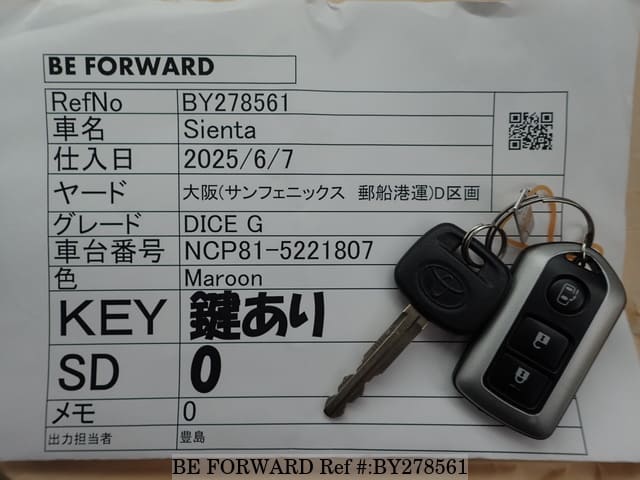 BE FORWARD
RefNo BY278561
車名 Sienta
仕入日 2025/6/7
ヤード 大阪(サンフェニックス 郵船港運)D区画
グレード DICE G
車台番号 NCP81-5221807
色 Maroon
KEY 鍵あり
SD 0
メモ 0
出力担当者 豊島
BE FORWARD Ref #:BY278561